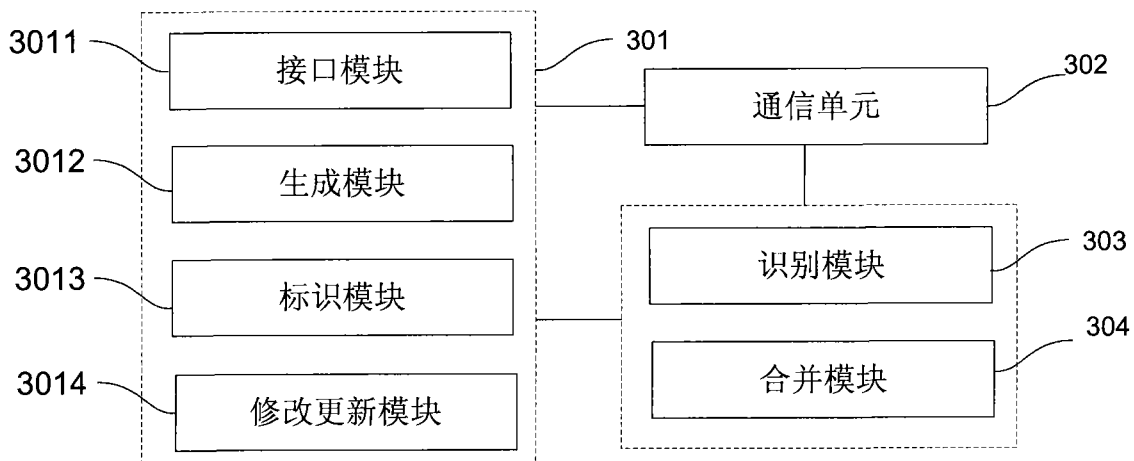 3011
接口模块
301
302
通信单元
3012
生成模块
3013
标识模块
303
识别模块
3014
修改更新模块
304
合并模块